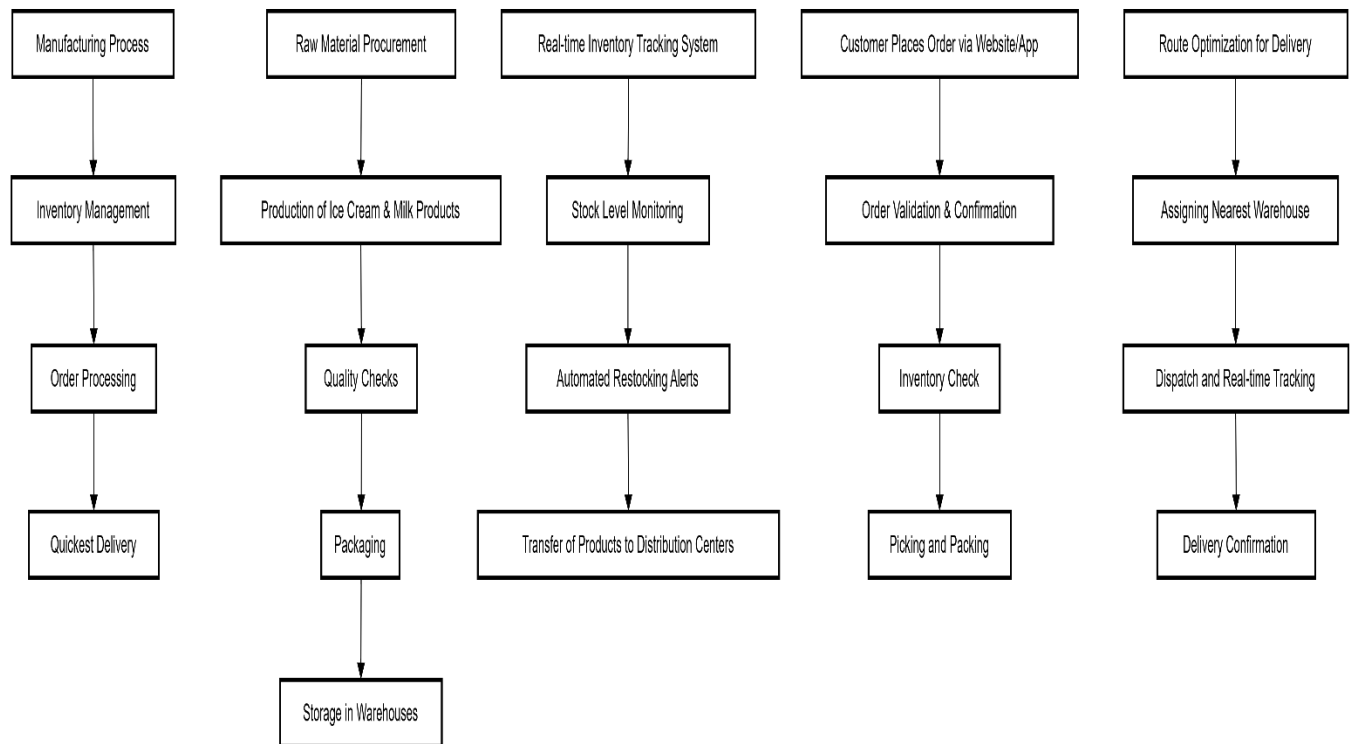 Manufacturing Process
Raw Material Procurement
Real-time Inventory Tracking System
Customer Places Order via Website/App
Route Optimization for Delivery
Inventory Management
Production of Ice Cream & Milk Products
Stock Level Monitoring
Order Validation & Confirmation
Assigning Nearest Warehouse
Order Processing
Quality Checks
Automated Restocking Alerts
Inventory Check
Dispatch and Real-time Tracking
Quickest Delivery
Packaging
Transfer of Products to Distribution Centers
Picking and Packing
Delivery Confirmation
Storage in Warehouses